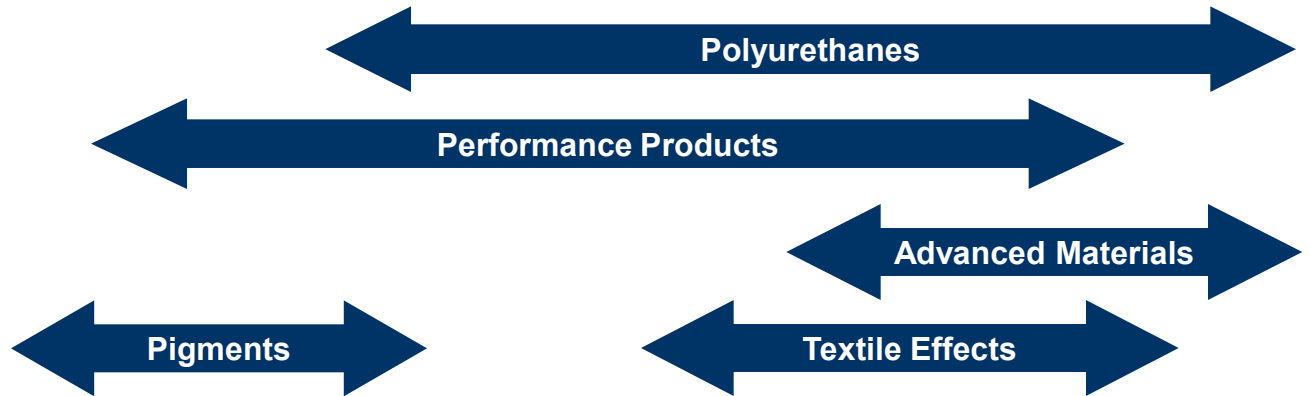 Polyurethanes
Performance Products
Advanced Materials
Pigments
Textile Effects